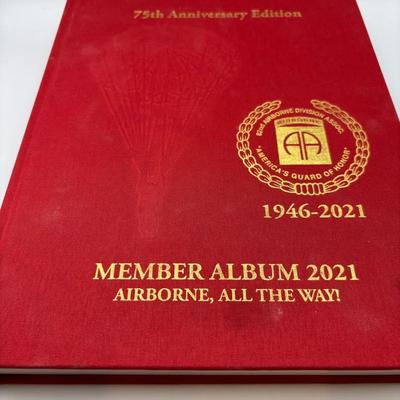 75th Anniversary Edition
82ND AIRBORNE DIVISION ASSOC.
AIRBORNE
AA
"AMERICA'S GUARD OF HONOR"
1946-2021
MEMBER ALBUM 2021
AIRBORNE, ALL THE WAY!